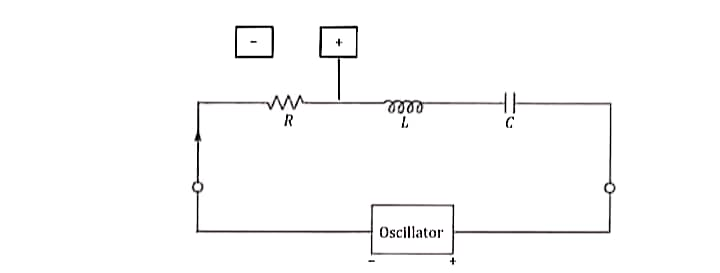 - +
R L C
Oscillator
- +